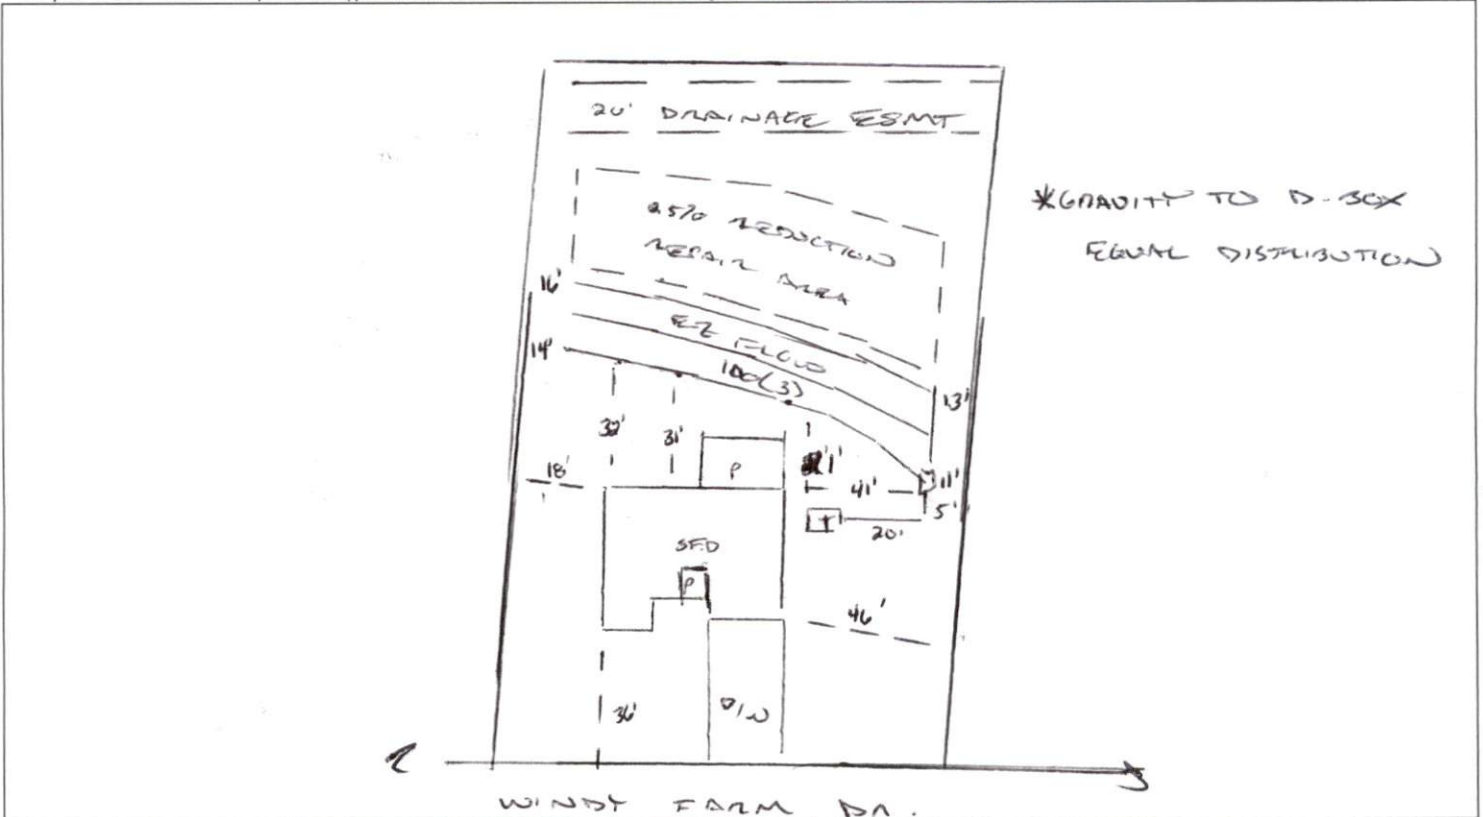 20' DRAINAGE ESMT
*GRAVITY TO D-BOX
EQUAL DISTRIBUTION
25% REDUCTION
REPAIR AREA
16'
EZ FLOW
14'
100(3)
13'
32'
31'
P
18'
41'
11'
5'
T
20'
SFD
P
46'
36'
D/W
WINDY FARM DR.